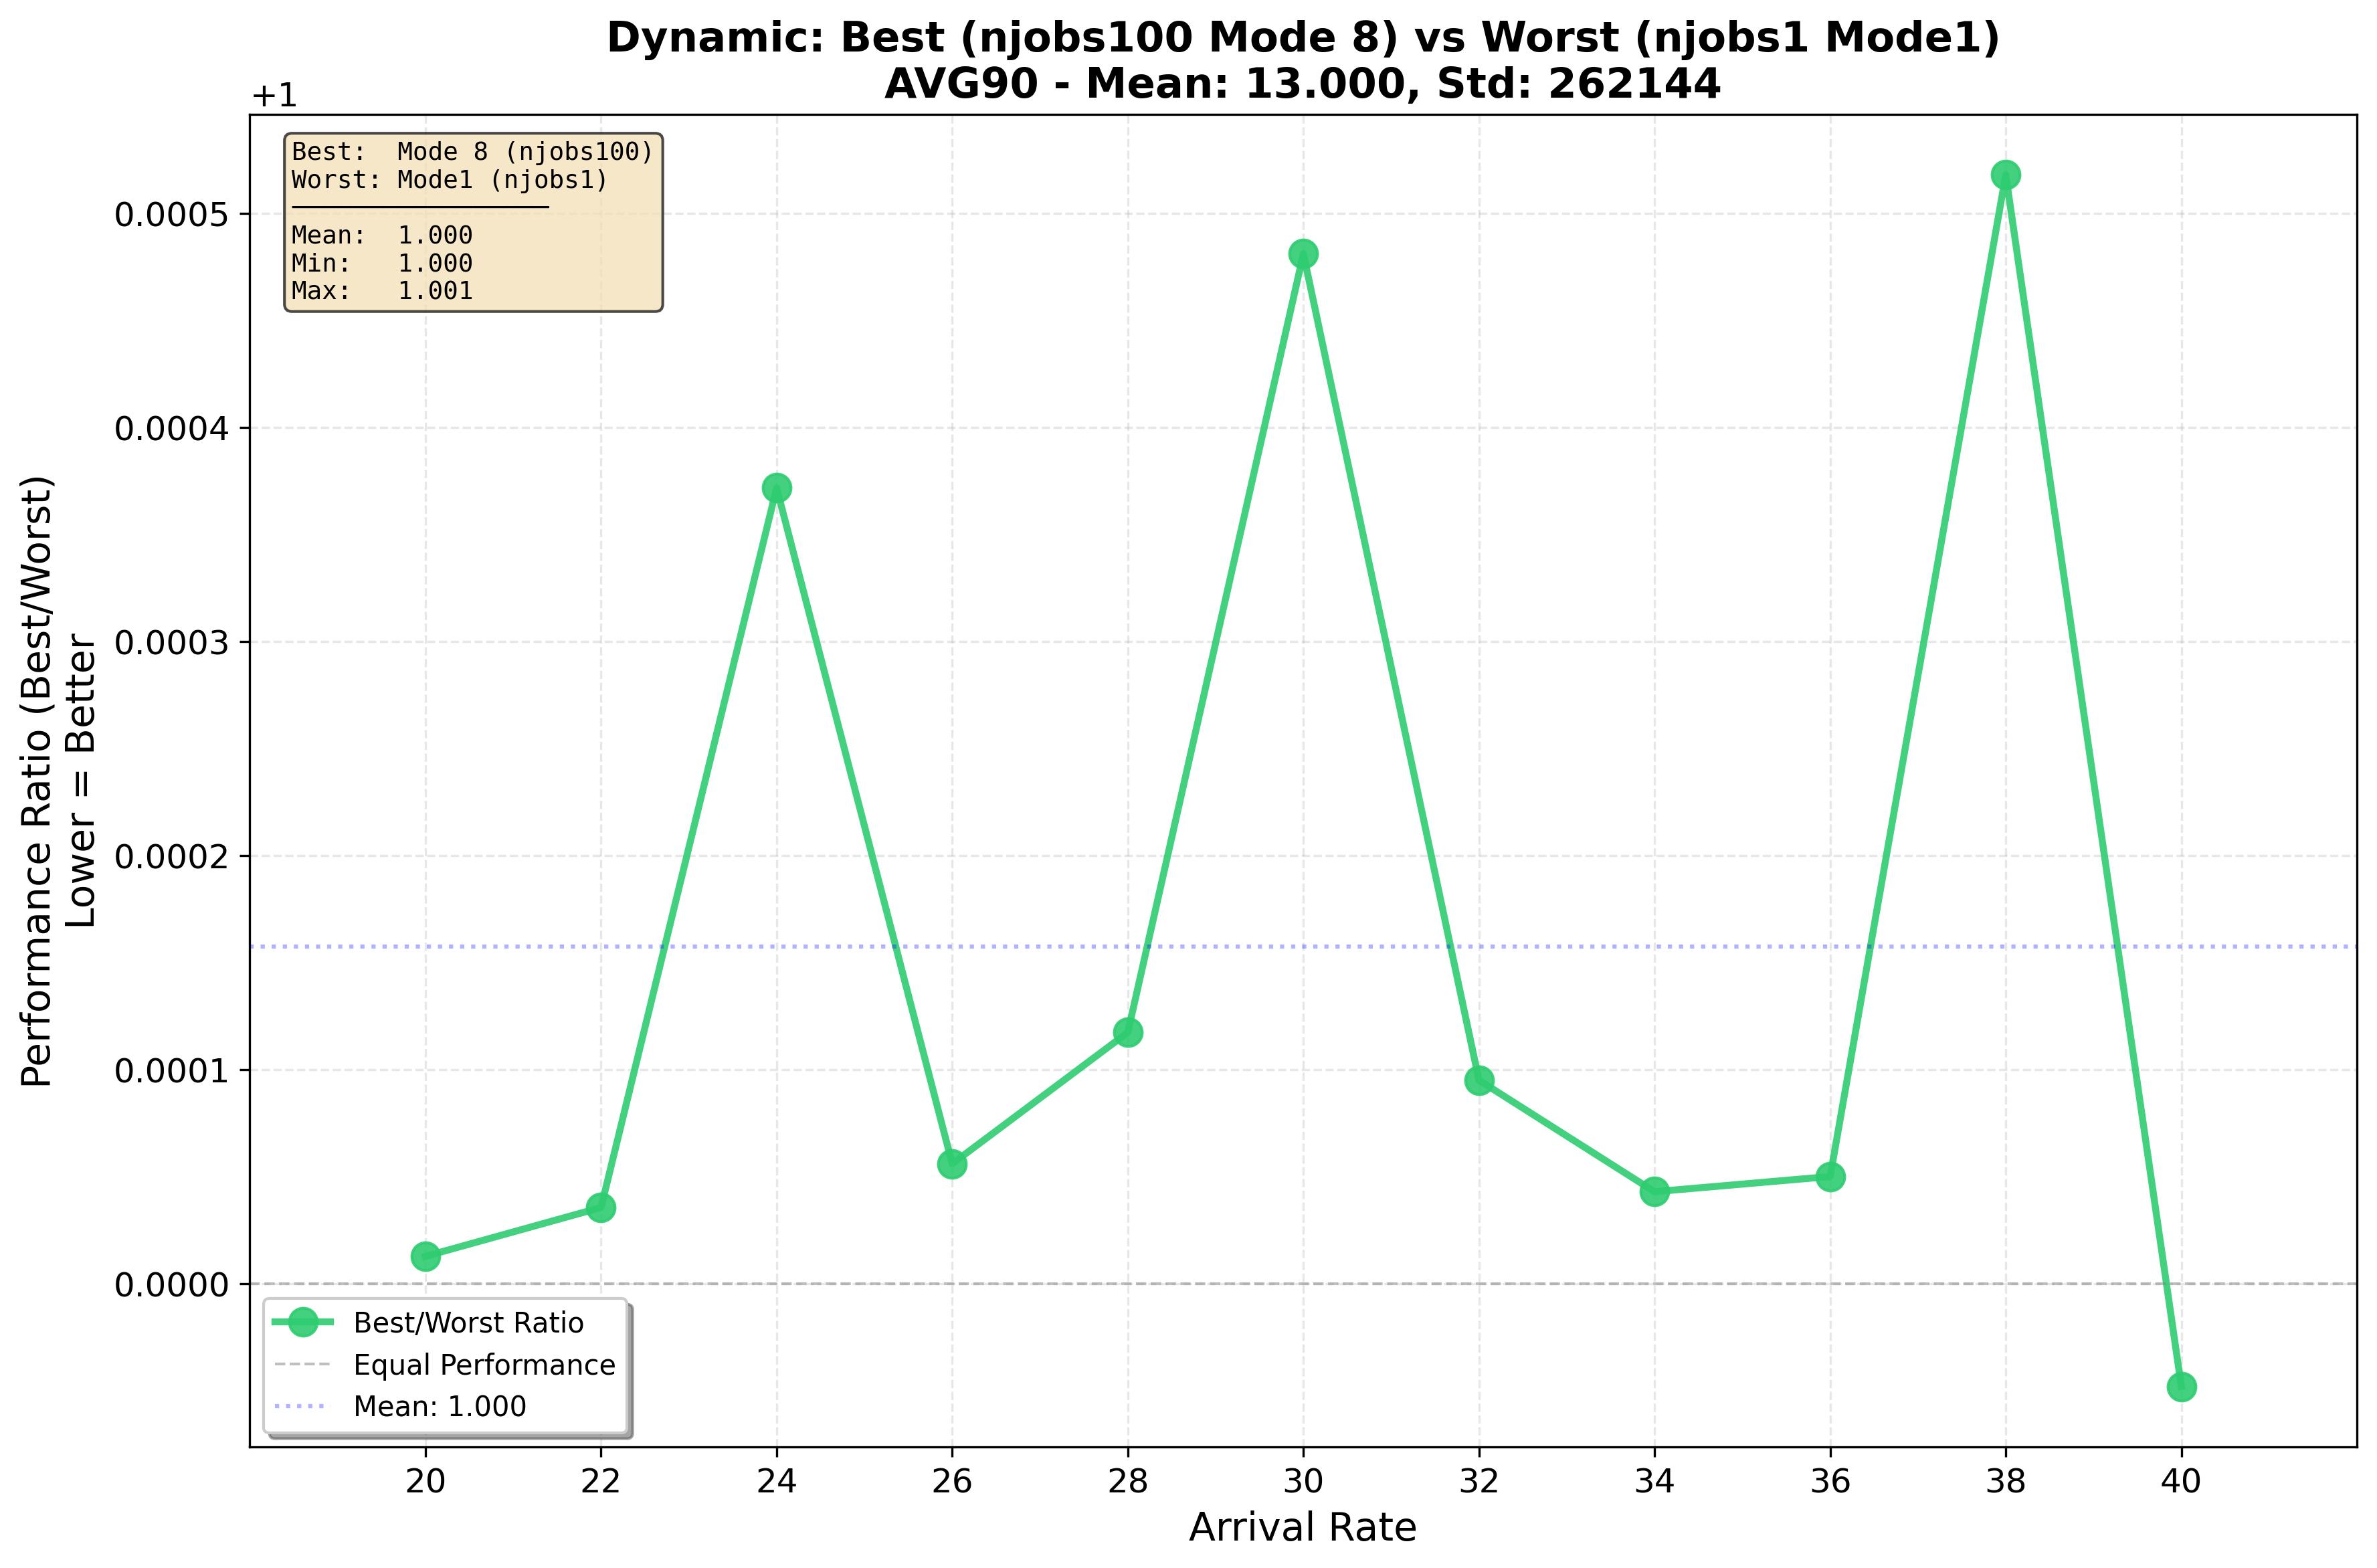 Dynamic: Best (njobs100 Mode 8) vs Worst (njobs1 Mode1)
AVG90 - Mean: 13.000, Std: 262144
+1
Best:  Mode 8 (njobs100)
Worst: Mode1 (njobs1)
Mean:  1.000
Min:   1.000
Max:   1.001
0.0005
0.0004
0.0003
0.0002
0.0001
0.0000
Performance Ratio (Best/Worst)
Lower = Better
Best/Worst Ratio
Equal Performance
Mean: 1.000
20 22 24 26 28 30 32 34 36 38 40
Arrival Rate